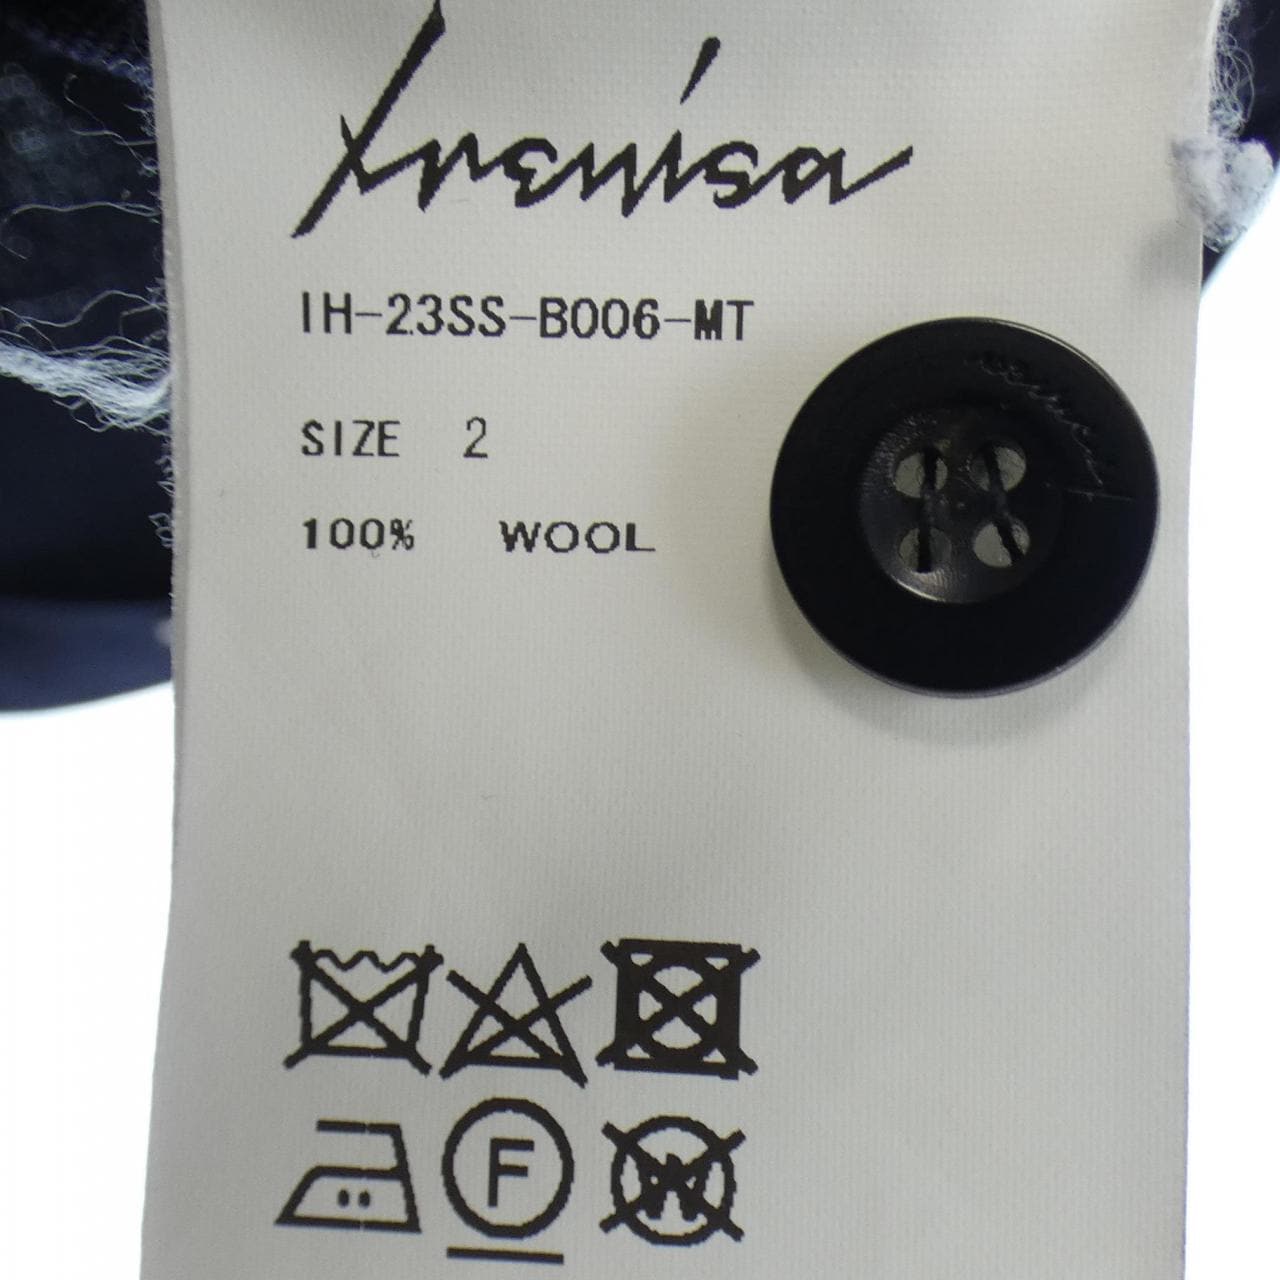 Irenisa
IH-23SS-B006-MT
SIZE 2
100% WOOL
F
W